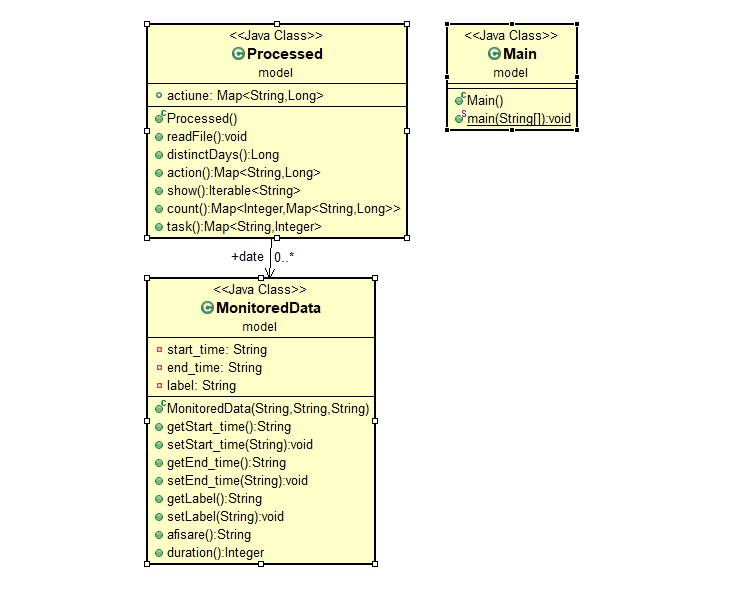 <<Java Class>>
Processed
model
actiune: Map<String,Long>
Processed()
readFile():void
distinctDays():Long
action():Map<String,Long>
show():Iterable<String>
count():Map<Integer,Map<String,Long>>
task():Map<String,Integer>
<<Java Class>>
Main
model
Main()
main(String[]):void
+date 0..*
<<Java Class>>
MonitoredData
model
start_time: String
end_time: String
label: String
MonitoredData(String,String,String)
getStart_time():String
setStart_time(String):void
getEnd_time():String
setEnd_time(String):void
getLabel():String
setLabel(String):void
afisare():String
duration():Integer